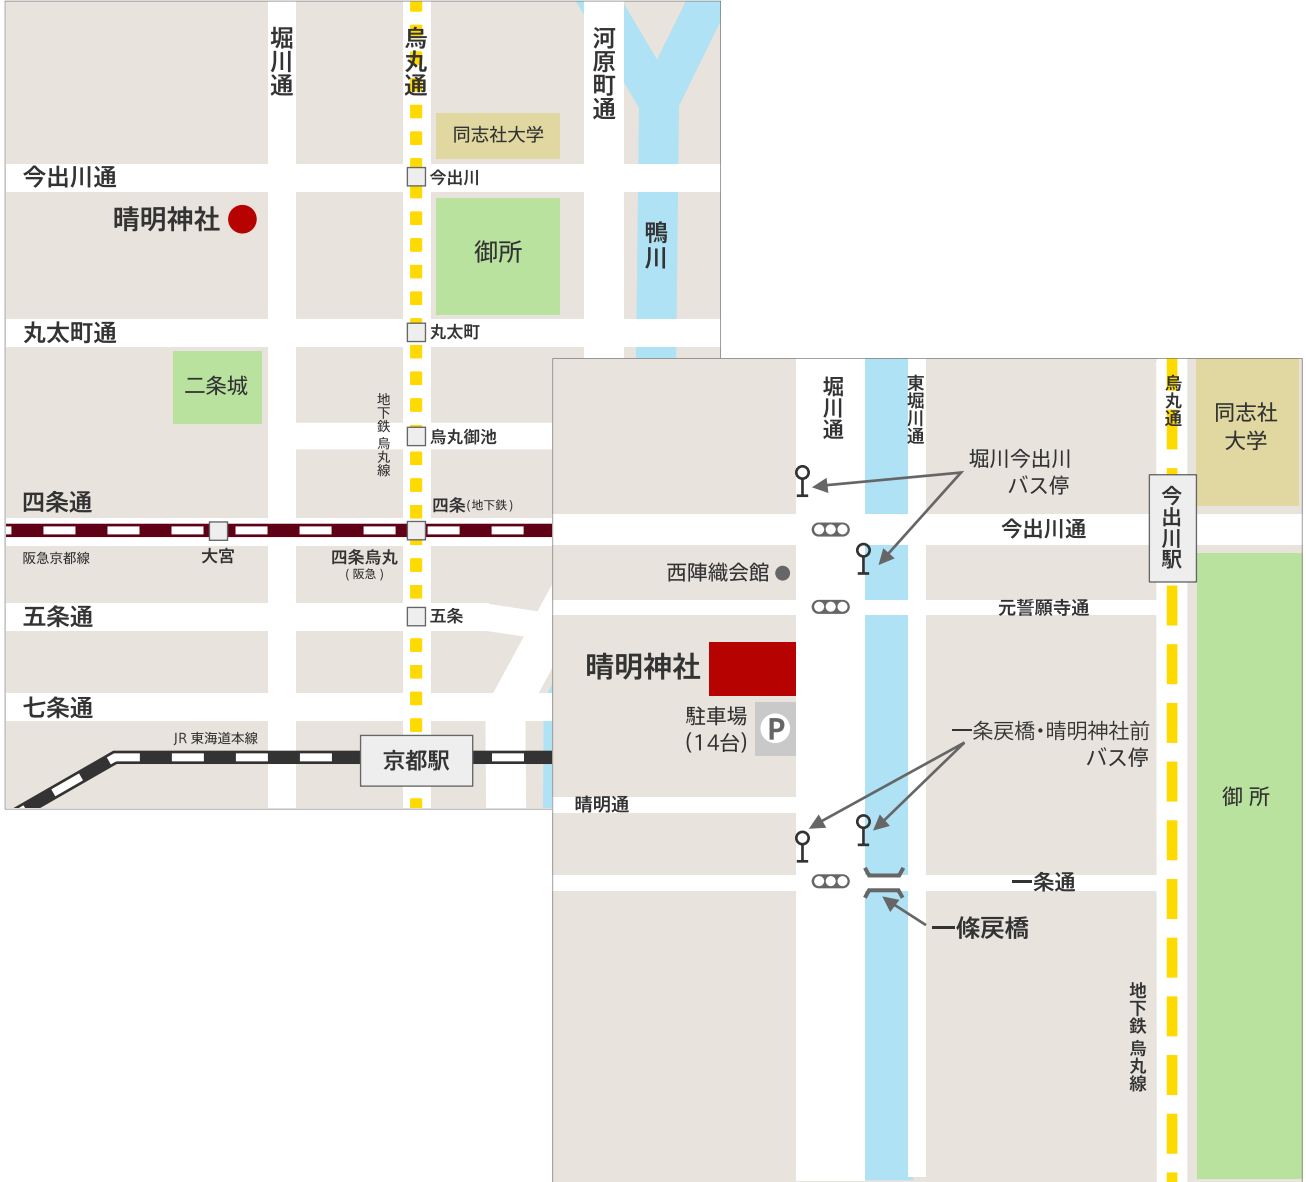 堀川通
烏丸通
河原町通
同志社大学
今出川通
今出川
晴明神社
御所
鴨川
丸太町通
丸太町
二条城
地下鉄 烏丸線
烏丸御池
四条通
四条(地下鉄)
阪急京都線
大宮
四条烏丸
(阪急)
五条通
五条
七条通
JR 東海道本線
京都駅
堀川通
東堀川通
烏丸通
同志社
大学
堀川今出川
バス停
今出川通
今出川駅
西陣織会館
元誓願寺通
晴明神社
駐車場
(14台)
P
一条戻橋・晴明神社前
バス停
御所
晴明通
一条通
一條戻橋
地下鉄 烏丸線